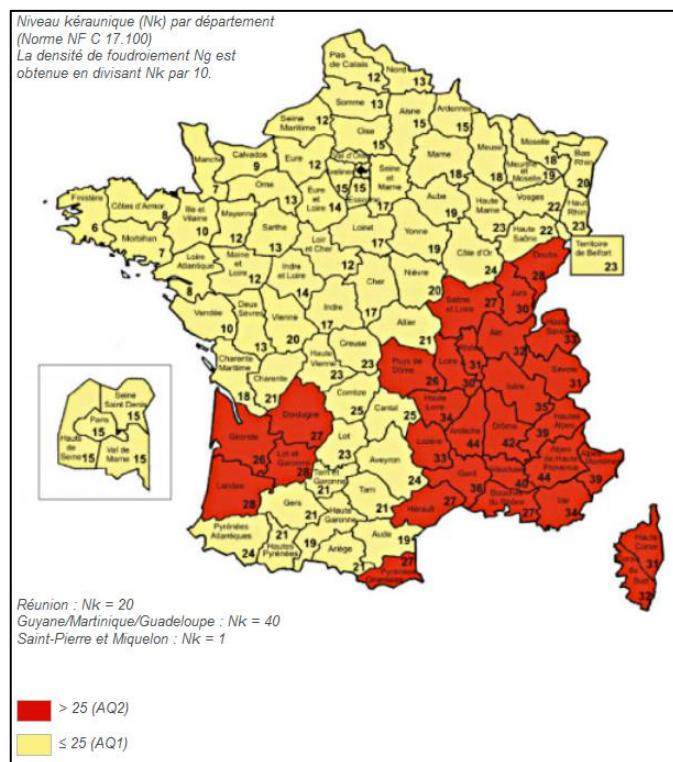 Niveau kéraunique (Nk) par département
(Norme NF C 17.100)
La densité de foudroiement Ng est
obtenue en divisant Nk par 10.
Pas
de Calais
12
Nord
13
Somme
13
Seine
Maritime
12
Aisne
15
Ardennes
15
Oise
15
Manche
7
Calvados
9
Eure
12
Val d'Oise
Yvelines
15
15
Essonne
Seine
et
Marne
17
Marne
18
Meuse
18
Moselle
18
Meurthe
et
Moselle
19
Bas
Rhin
20
Orne
13
Eure
et
Loire
14
Aube
19
Haute
Marne
23
Vosges
22
Haut
Rhin
23
Finistère
6
Côtes d'Armor
8
Morbihan
7
Ille et
Vilaine
10
Mayenne
12
Sarthe
13
Loir
et Cher
12
Loiret
17
Yonne
19
Côte d'Or
24
Haute
Saône
22
Territoire
de Belfort
23
Loire
Atlantique
8
Maine
et Loire
12
Indre
et Loire
14
Cher
17
Nièvre
20
Doubs
28
Jura
30
Saône
et Loire
27
Vendée
10
Deux
Sèvres
13
Vienne
20
Indre
17
Allier
21
Ain
32
Haute
Savoie
33
Charente
Maritime
18
Charente
21
Haute
Vienne
23
Creuse
23
Puy de
Dôme
26
Loire
30
Rhône
31
Savoie
31
Isère
35
Corrèze
25
Cantal
25
Haute
Loire
34
Dordogne
27
Gironde
26
Lot
23
Lot et
Garonne
28
Aveyron
24
Lozère
33
Ardèche
44
Drôme
42
Hautes
Alpes
39
Landes
28
Tarn et
Garonne
21
Tarn
21
Gard
36
Vaucluse
40
Alpes
de Haute
Provence
44
Alpes
Maritimes
39
Gers
21
Haute
Garonne
19
Hérault
27
Bouches
du Rhône
27
Var
34
Pyrénées
Atlantiques
24
21
Hautes
Pyrénées
Ariège
21
Aude
19
27
Pyrénées
Orientales
Haute
Corse
31
Corse
du
Sud
32
Seine
Saint Denis
15
Paris
15
Hauts
de
Seine
15
Val de
Marne
15
Réunion : Nk = 20
Guyane/Martinique/Guadeloupe : Nk = 40
Saint-Pierre et Miquelon : Nk = 1
> 25 (AQ2)
≤ 25 (AQ1)